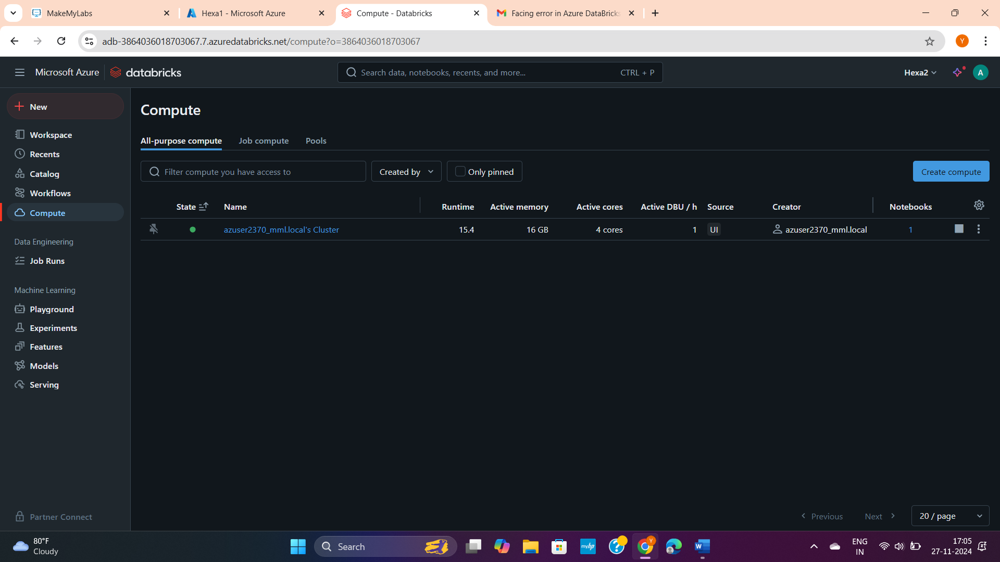 MakeMyLabs
Hexa1 - Microsoft Azure
Compute - Databricks
Facing error in Azure DataBricks
adb-3864036018703067.7.azuredatabricks.net/compute?o=3864036018703067
Y
Microsoft Azure
databricks
Search data, notebooks, recents, and more...
CTRL + P
Hexa2
A
New
Workspace
Recents
Catalog
Workflows
Compute
Data Engineering
Job Runs
Machine Learning
Playground
Experiments
Features
Models
Serving
Partner Connect
Compute
All-purpose compute Job compute Pools
Filter compute you have access to
Created by
Only pinned
Create compute
State Name Runtime Active memory Active cores Active DBU / h Source Creator Notebooks
azuser2370_mml.local's Cluster 15.4 16 GB 4 cores 1 UI azuser2370_mml.local 1
Previous Next 20 / page
80°F
Cloudy
Search
myhp
Y
W
ENG
IN
17:05
27-11-2024